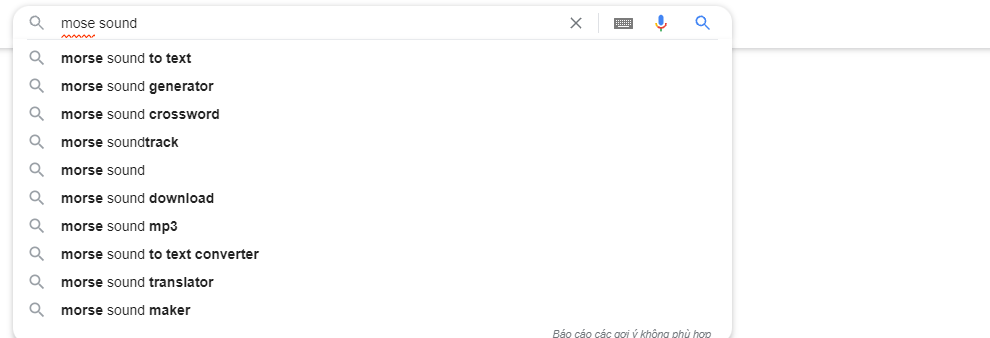 mose sound
morse sound to text
morse sound generator
morse sound crossword
morse soundtrack
morse sound
morse sound download
morse sound mp3
morse sound to text converter
morse sound translator
morse sound maker
Báo cáo các gợi ý không phù hợp